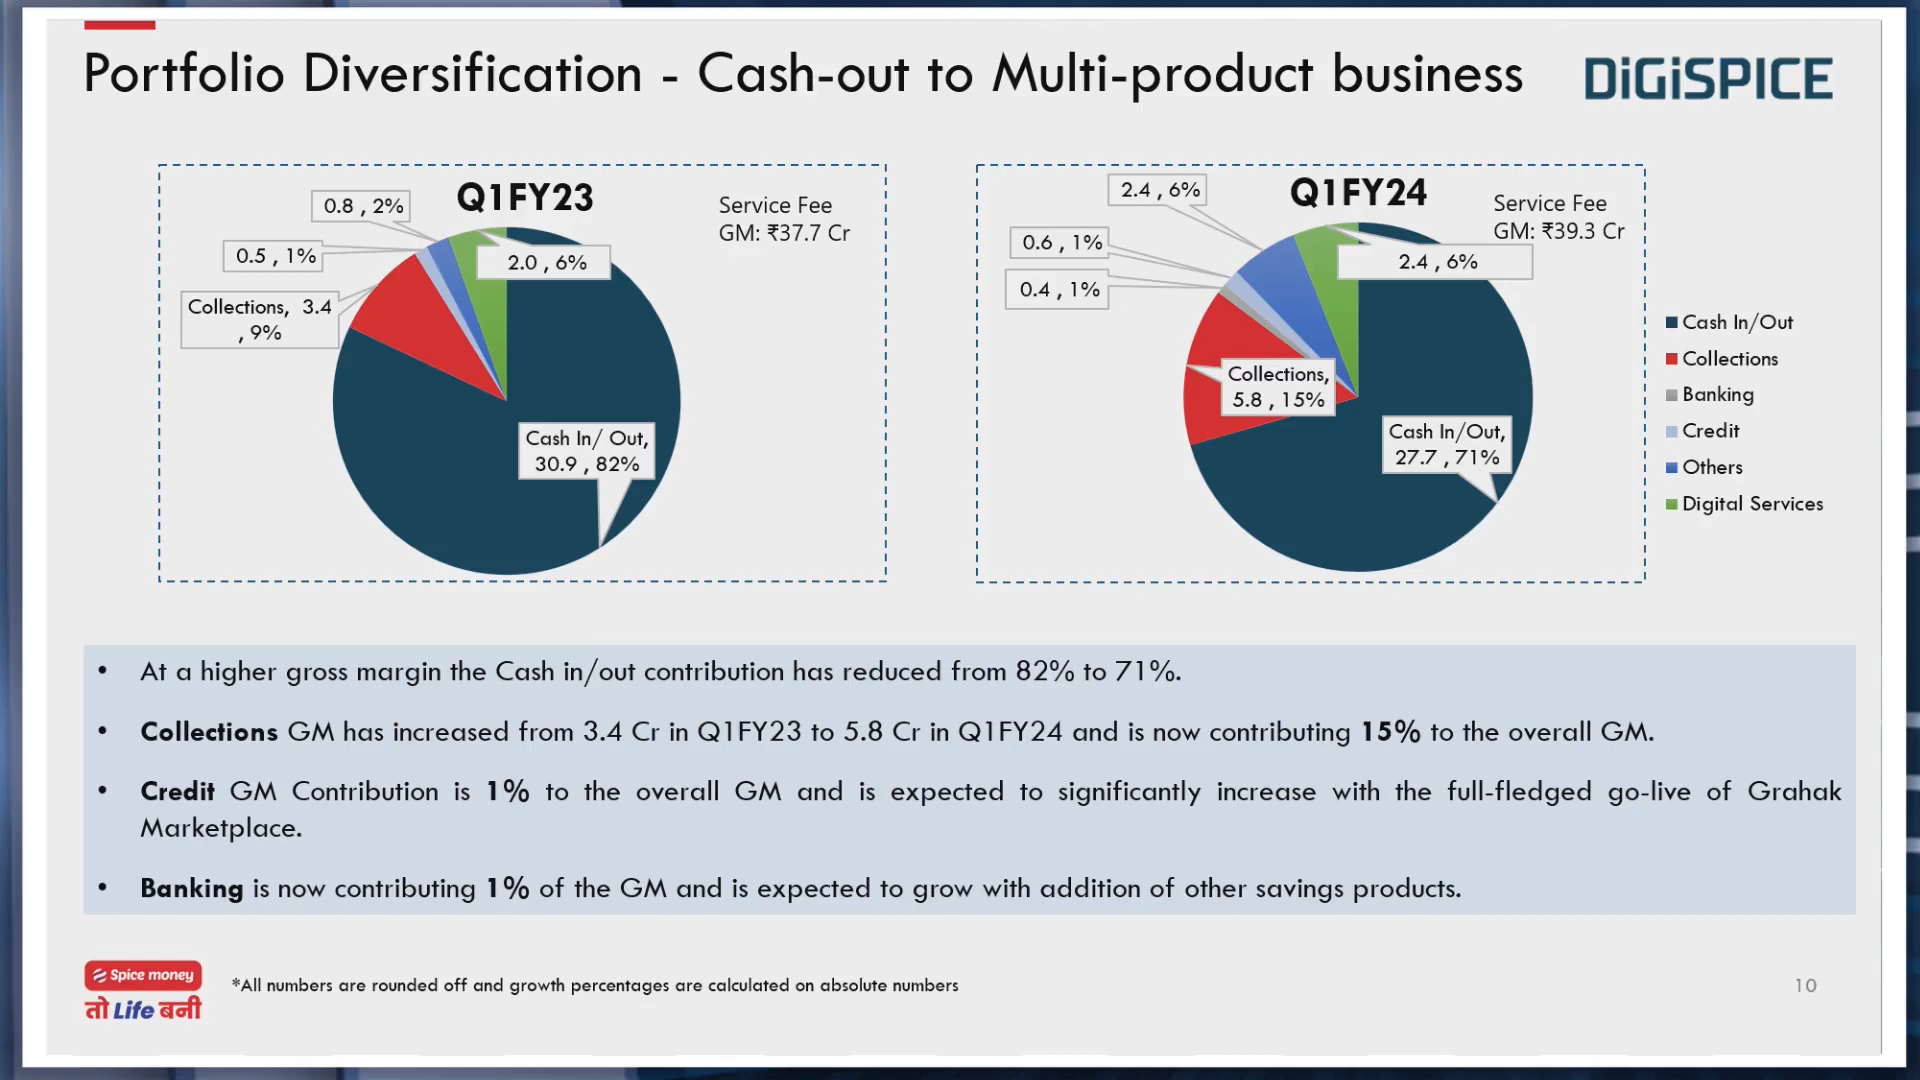 Portfolio Diversification - Cash-out to Multi-product business
DiGiSPICE
Q1FY23
Service Fee
GM: ₹37.7 Cr
0.8 , 2%
0.5 , 1%
2.0 , 6%
Collections, 3.4
, 9%
Cash In/ Out,
30.9 , 82%
Q1FY24
Service Fee
GM: ₹39.3 Cr
2.4 , 6%
0.6 , 1%
2.4 , 6%
0.4 , 1%
Collections,
5.8 , 15%
Cash In/Out,
27.7 , 71%
Cash In/Out
Collections
Banking
Credit
Others
Digital Services
• At a higher gross margin the Cash in/out contribution has reduced from 82% to 71%.
• Collections GM has increased from 3.4 Cr in Q1FY23 to 5.8 Cr in Q1FY24 and is now contributing 15% to the overall GM.
• Credit GM Contribution is 1% to the overall GM and is expected to significantly increase with the full-fledged go-live of Grahak
Marketplace.
• Banking is now contributing 1% of the GM and is expected to grow with addition of other savings products.
Spice money
तो Life बनी
*All numbers are rounded off and growth percentages are calculated on absolute numbers
10